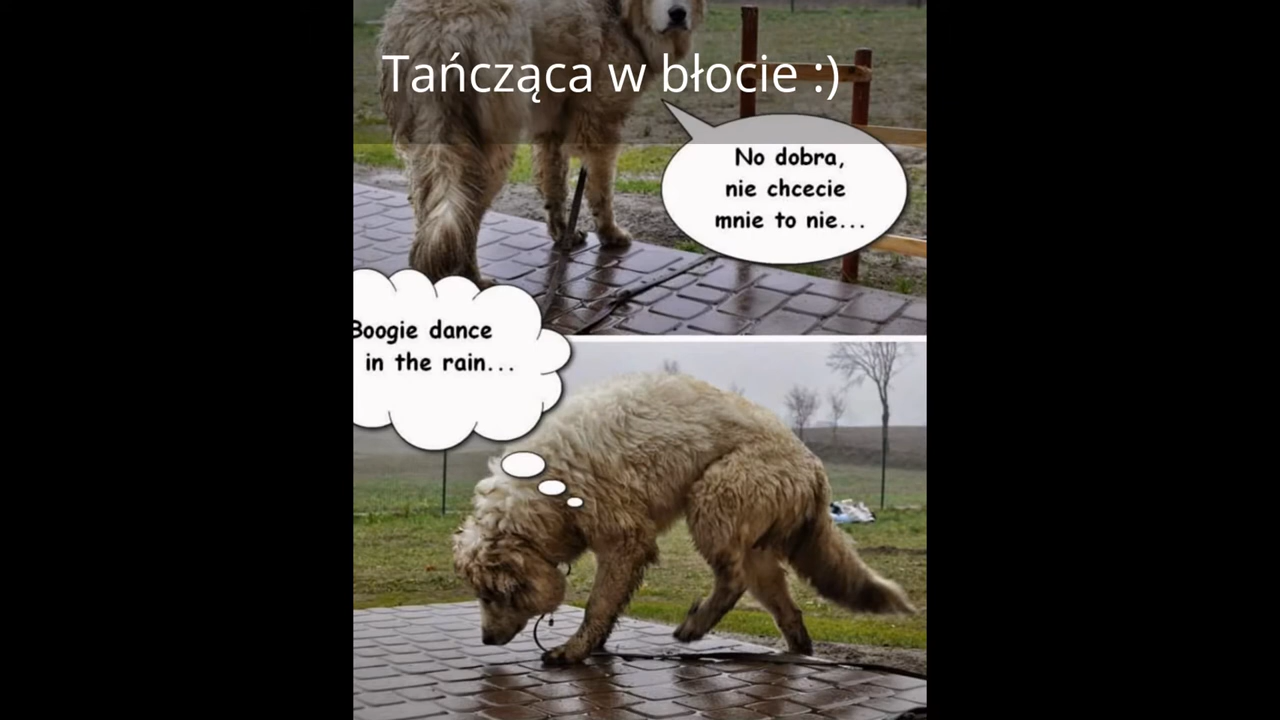 Tańcząca w błocie :)
No dobra,
nie chcecie
mnie to nie...
Boogie dance
in the rain...